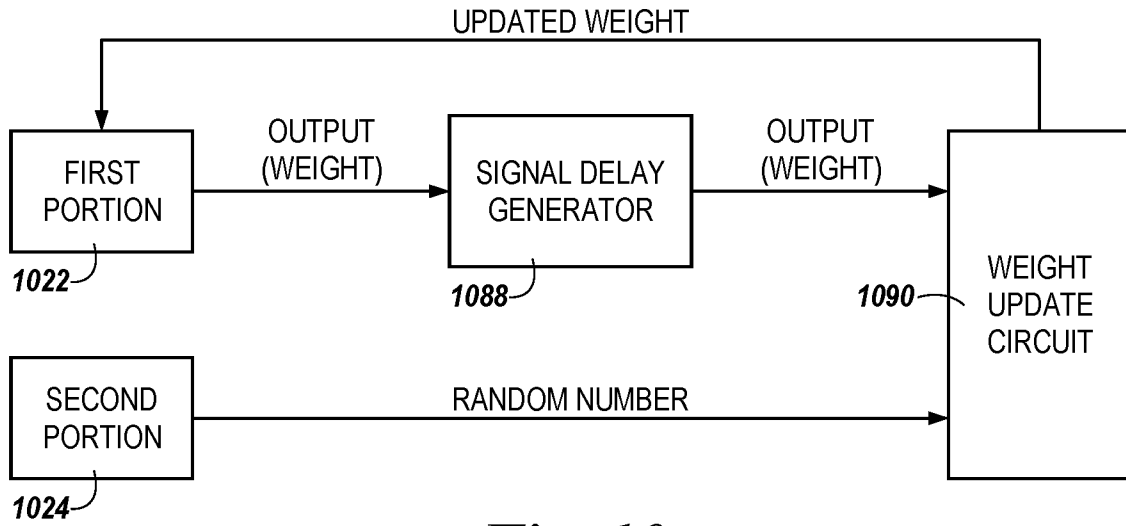 UPDATED WEIGHT
FIRST
PORTION
1022
OUTPUT
(WEIGHT)
SIGNAL DELAY
GENERATOR
1088
OUTPUT
(WEIGHT)
WEIGHT
UPDATE
CIRCUIT
1090
SECOND
PORTION
1024
RANDOM NUMBER